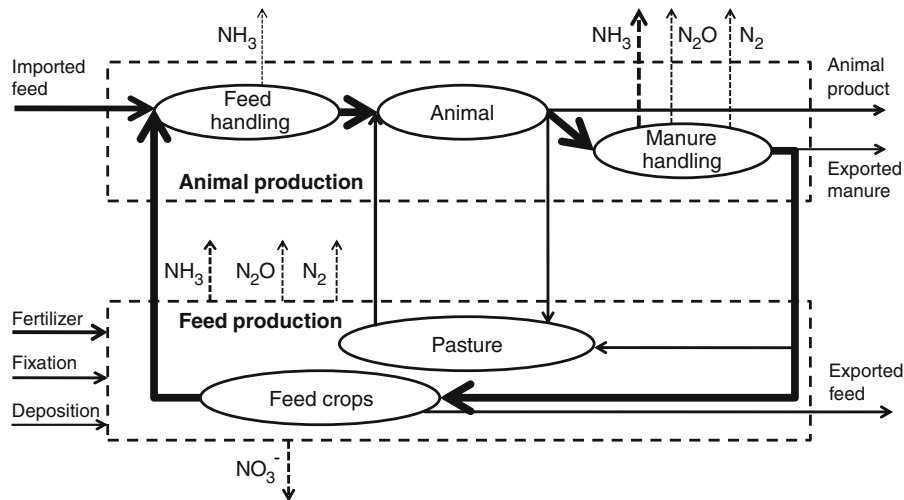 NH3
NH3
N2O
N2
Imported
feed
Animal
product
Feed
handling
Animal
Manure
handling
Animal production
Exported
manure
NH3
N2O
N2
Fertilizer
Feed production
Pasture
Fixation
Exported
feed
Feed crops
Deposition
NO3-